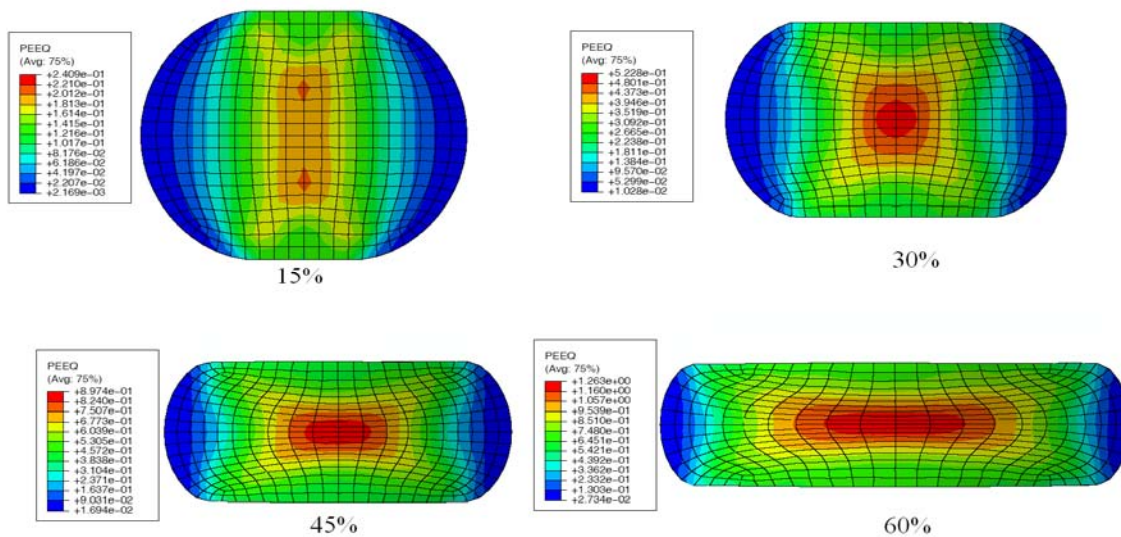 PEEQ
(Avg: 75%)
+2.409e-01
+2.210e-01
+2.012e-01
+1.813e-01
+1.614e-01
+1.415e-01
+1.216e-01
+1.017e-01
+8.176e-02
+6.186e-02
+4.197e-02
+2.207e-02
+2.169e-03
15%
PEEQ
(Avg: 75%)
+5.228e-01
+4.801e-01
+4.373e-01
+3.946e-01
+3.519e-01
+3.092e-01
+2.665e-01
+2.238e-01
+1.811e-01
+1.384e-01
+9.570e-02
+5.299e-02
+1.028e-02
30%
PEEQ
(Avg: 75%)
+8.974e-01
+8.240e-01
+7.507e-01
+6.773e-01
+6.039e-01
+5.305e-01
+4.572e-01
+3.838e-01
+3.104e-01
+2.371e-01
+1.637e-01
+9.031e-02
+1.694e-02
45%
PEEQ
(Avg: 75%)
+1.263e+00
+1.160e+00
+1.057e+00
+9.539e-01
+8.510e-01
+7.480e-01
+6.451e-01
+5.421e-01
+4.392e-01
+3.362e-01
+2.332e-01
+1.303e-01
+2.734e-02
60%